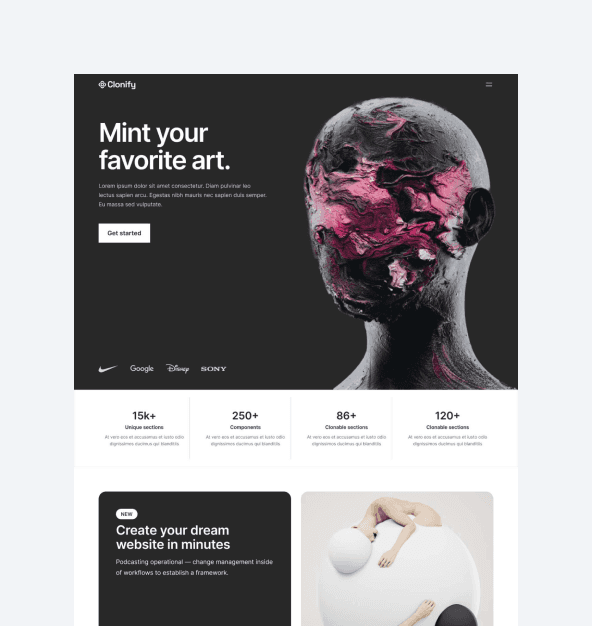 Clonify
Mint your
favorite art.
Lorem ipsum dolor sit amet consectetur. Diam pulvinar leo
lectus sapien arcu. Egestas nibh mauris nec sapien duis semper.
Eu massa sed vulputate.
Get started
Google Disney SONY
15k+
Unique sections
At vero eos et accusamus et iusto odio
dignissimos ducimus qui blanditiis
250+
Components
At vero eos et accusamus et iusto odio
dignissimos ducimus qui blanditiis
86+
Clonable sections
At vero eos et accusamus et iusto odio
dignissimos ducimus qui blanditiis
120+
Clonable sections
At vero eos et accusamus et iusto odio
dignissimos ducimus qui blanditiis
NEW
Create your dream
website in minutes
Podcasting operational — change management inside
of workflows to establish a framework.